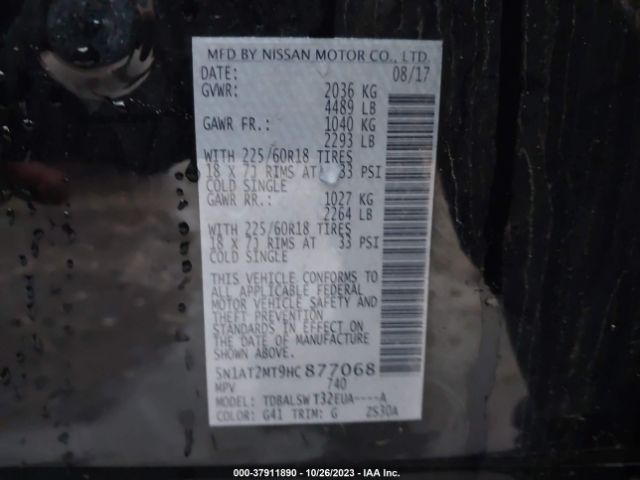 MFD BY NISSAN MOTOR CO., LTD.
DATE: 08/17
GVWR: 2036 KG
4489 LB
GAWR FR.: 1040 KG
2293 LB
WITH 225/60R18 TIRES
18 X 7J RIMS AT 33 PSI
COLD SINGLE
GAWR RR.: 1027 KG
2264 LB
WITH 225/60R18 TIRES
18 X 7J RIMS AT 33 PSI
COLD SINGLE
THIS VEHICLE CONFORMS TO
ALL APPLICABLE FEDERAL
MOTOR VEHICLE SAFETY AND
THEFT PREVENTION
STANDARDS IN EFFECT ON
THE DATE OF MANUFACTURE
SHOWN ABOVE.
5N1AT2MT9HC877068
MPV 740
MODEL: TDBALSW T32EUA----A
COLOR: G41 TRIM: G 2S30A
000-37911890 - 10/26/2023 - IAA Inc.